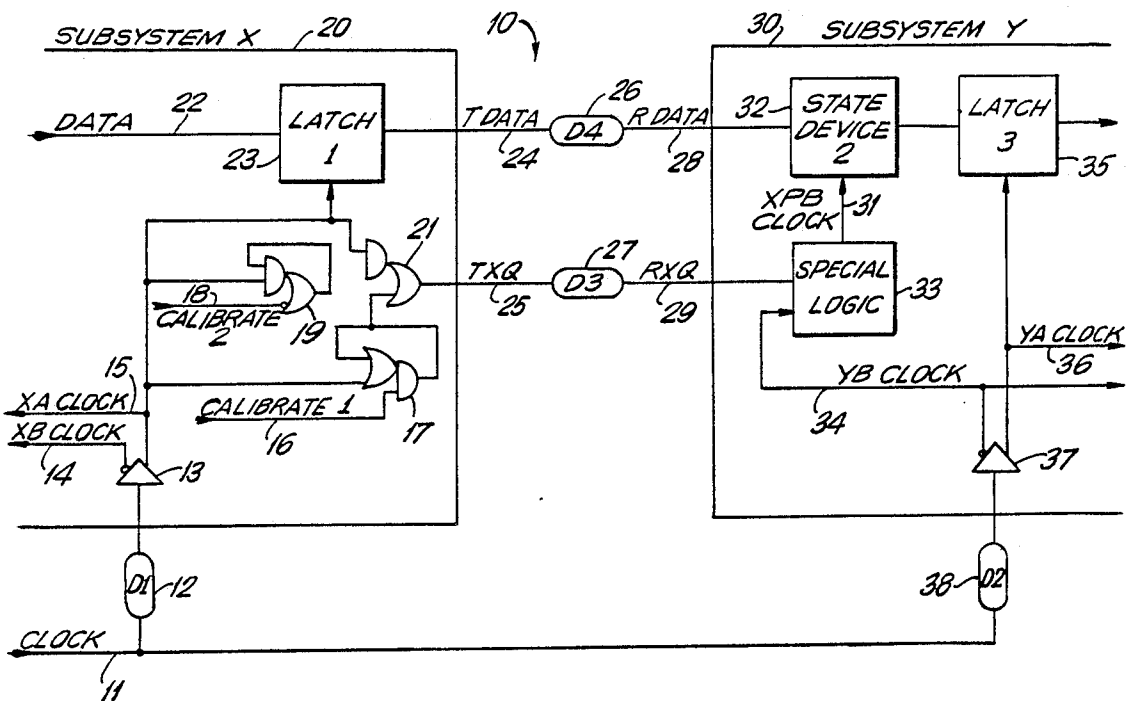 SUBSYSTEM X
20
10
30
SUBSYSTEM Y
DATA
22
23
LATCH
1
T DATA
24
26
D4
R DATA
28
32
STATE
DEVICE
2
LATCH
3
35
XPB
CLOCK
31
21
TXQ
25
27
D3
RXQ
29
SPECIAL
LOGIC
33
18
CALIBRATE
2
19
15
XA CLOCK
XB CLOCK
14
13
CALIBRATE 1
16
17
YA CLOCK
36
YB CLOCK
34
37
D1
12
38
D2
CLOCK
11